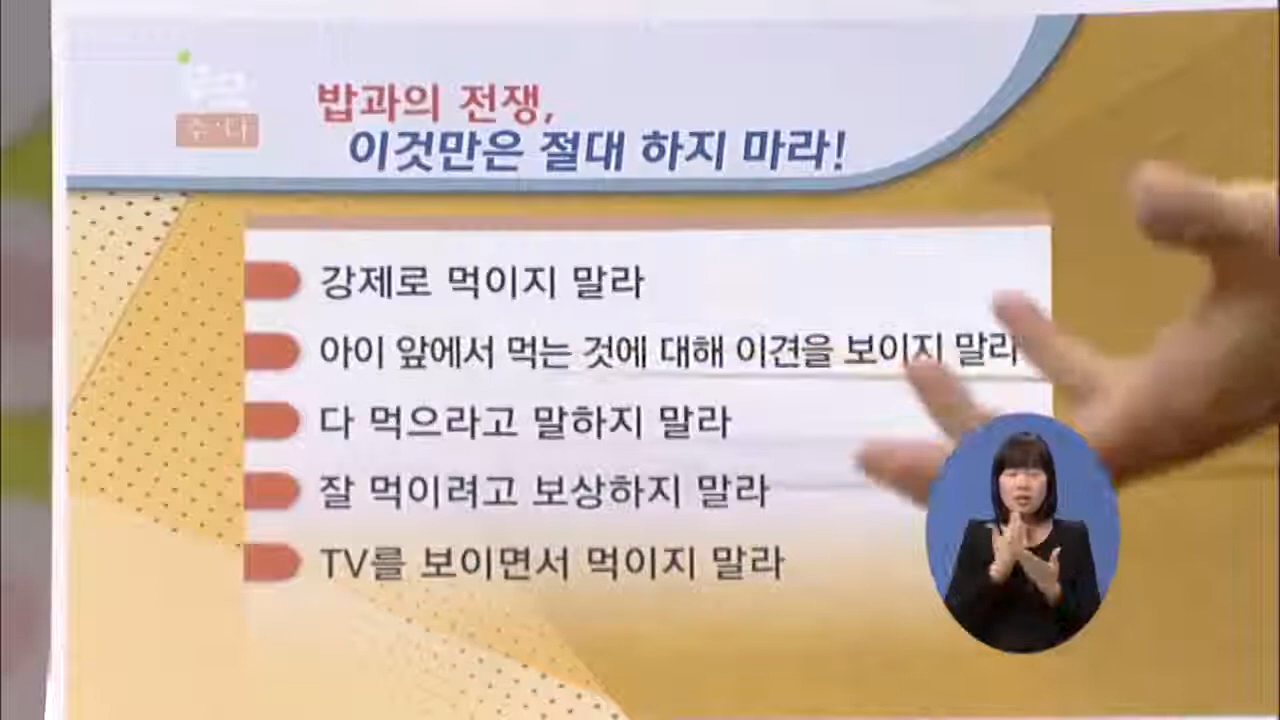 수·다
밥과의 전쟁,
이것만은 절대 하지 마라!
강제로 먹이지 말라
아이 앞에서 먹는 것에 대해 이견을 보이지 말라
다 먹으라고 말하지 말라
잘 먹이려고 보상하지 말라
TV를 보이면서 먹이지 말라